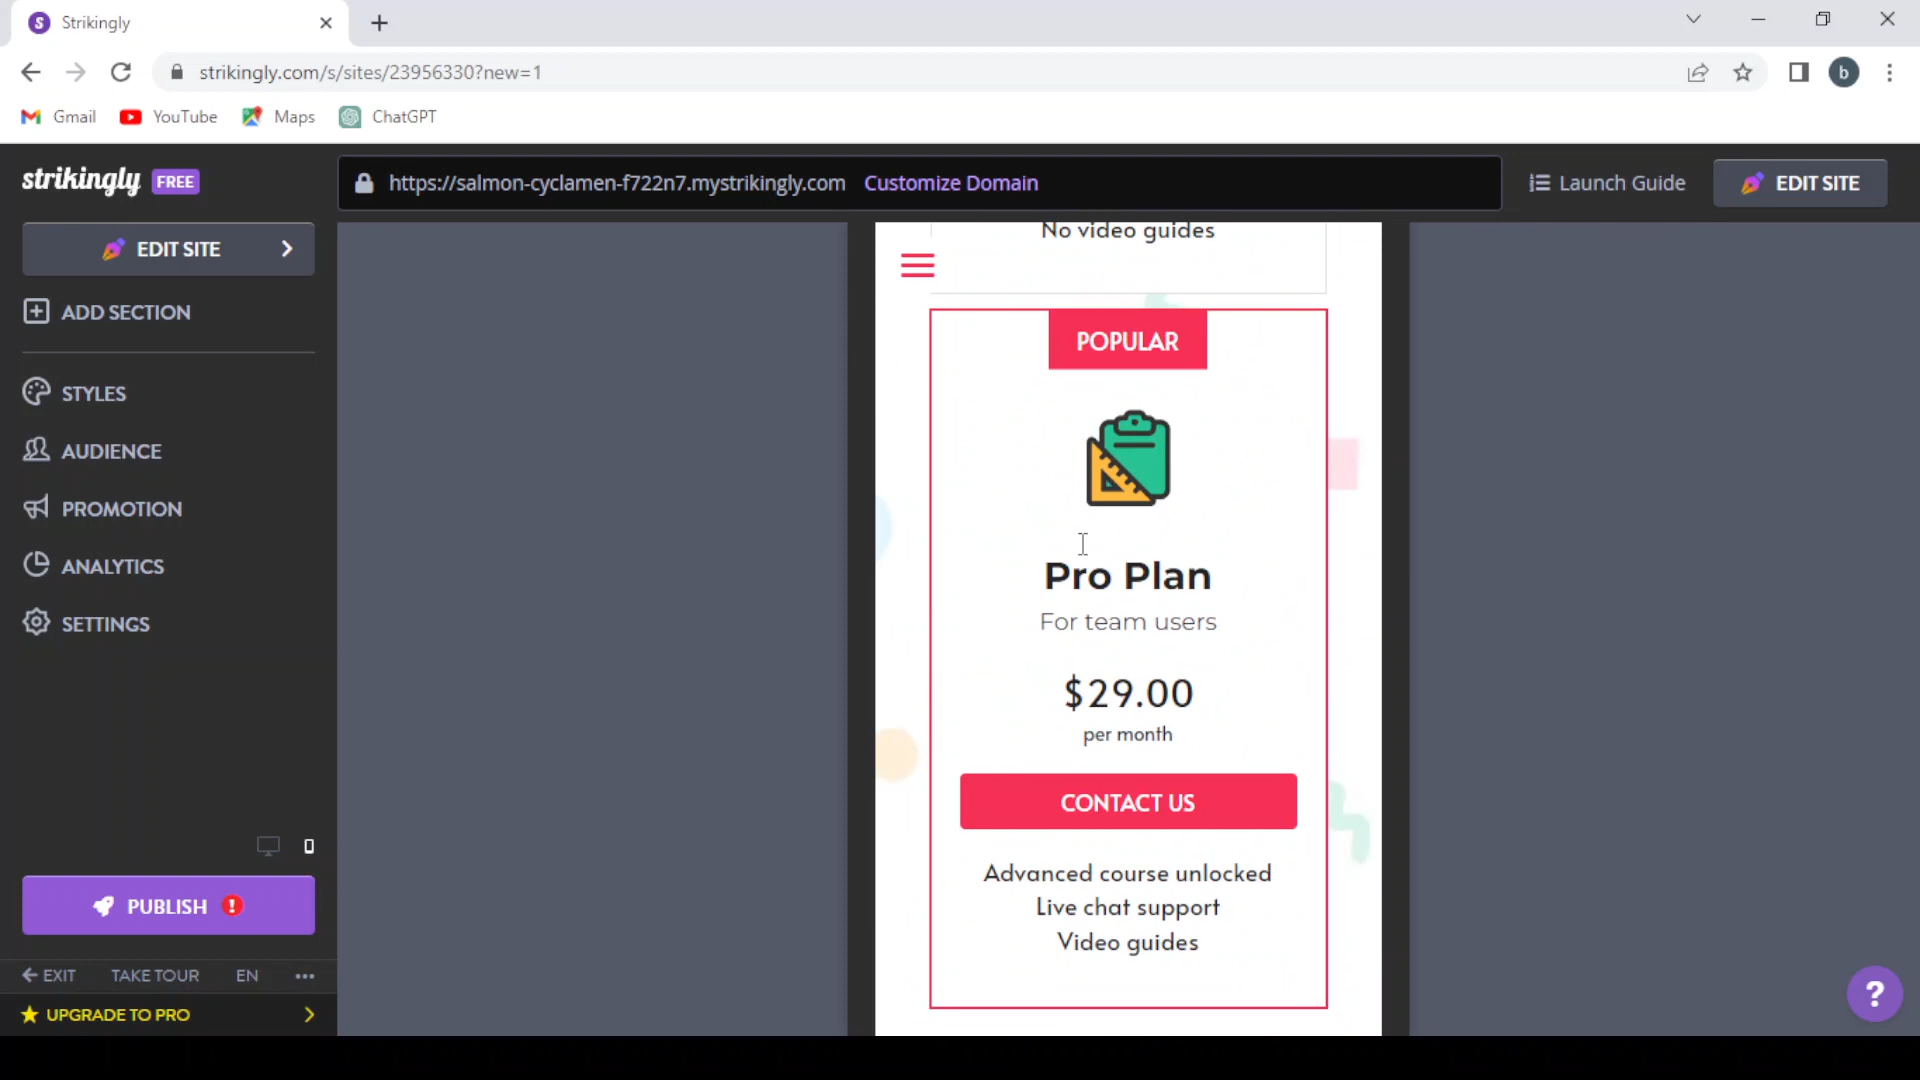 Strikingly
strikingly.com/s/sites/23956330?new=1
b
Gmail
YouTube
Maps
ChatGPT
strikingly FREE
https://salmon-cyclamen-f722n7.mystrikingly.com Customize Domain
Launch Guide
EDIT SITE
EDIT SITE
ADD SECTION
STYLES
AUDIENCE
PROMOTION
ANALYTICS
SETTINGS
PUBLISH !
EXIT TAKE TOUR EN
UPGRADE TO PRO
No video guides
POPULAR
Pro Plan
For team users
$29.00
per month
CONTACT US
Advanced course unlocked
Live chat support
Video guides
?